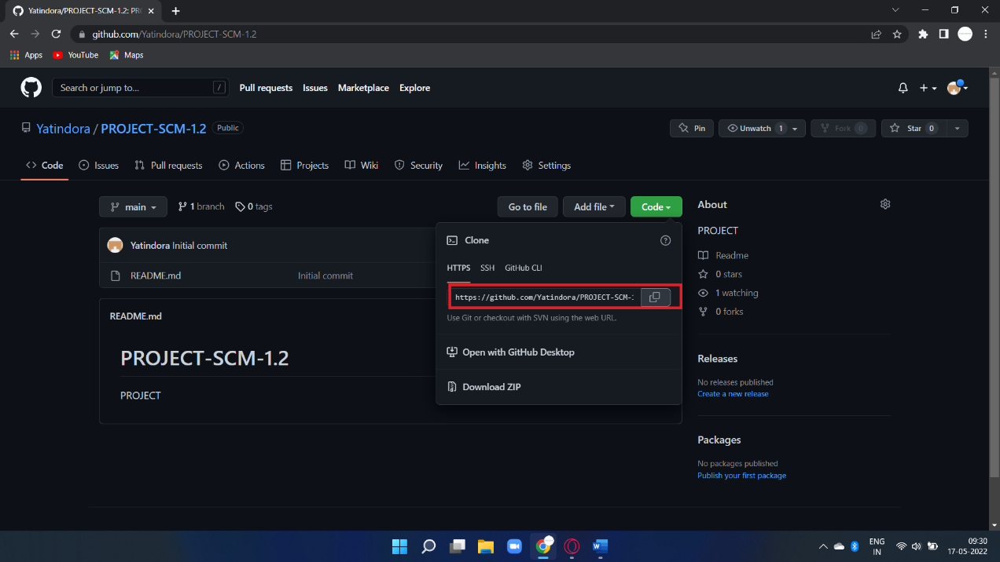 Yatindora/PROJECT-SCM-1.2: PR
github.com/Yatindora/PROJECT-SCM-1.2
Apps YouTube Maps
Search or jump to... / Pull requests Issues Marketplace Explore
Yatindora / PROJECT-SCM-1.2 Public Pin Unwatch 1 Fork 0 Star 0
Code Issues Pull requests Actions Projects Wiki Security Insights Settings
main 1 branch 0 tags Go to file Add file Code
Yatindora Initial commit
README.md Initial commit
README.md
PROJECT-SCM-1.2
PROJECT
Clone
HTTPS SSH GitHub CLI
https://github.com/Yatindora/PROJECT-SCM-1
Use Git or checkout with SVN using the web URL.
Open with GitHub Desktop
Download ZIP
About
PROJECT
Readme
0 stars
1 watching
0 forks
Releases
No releases published
Create a new release
Packages
No packages published
Publish your first package
ENG
IN
09:30
17-05-2022